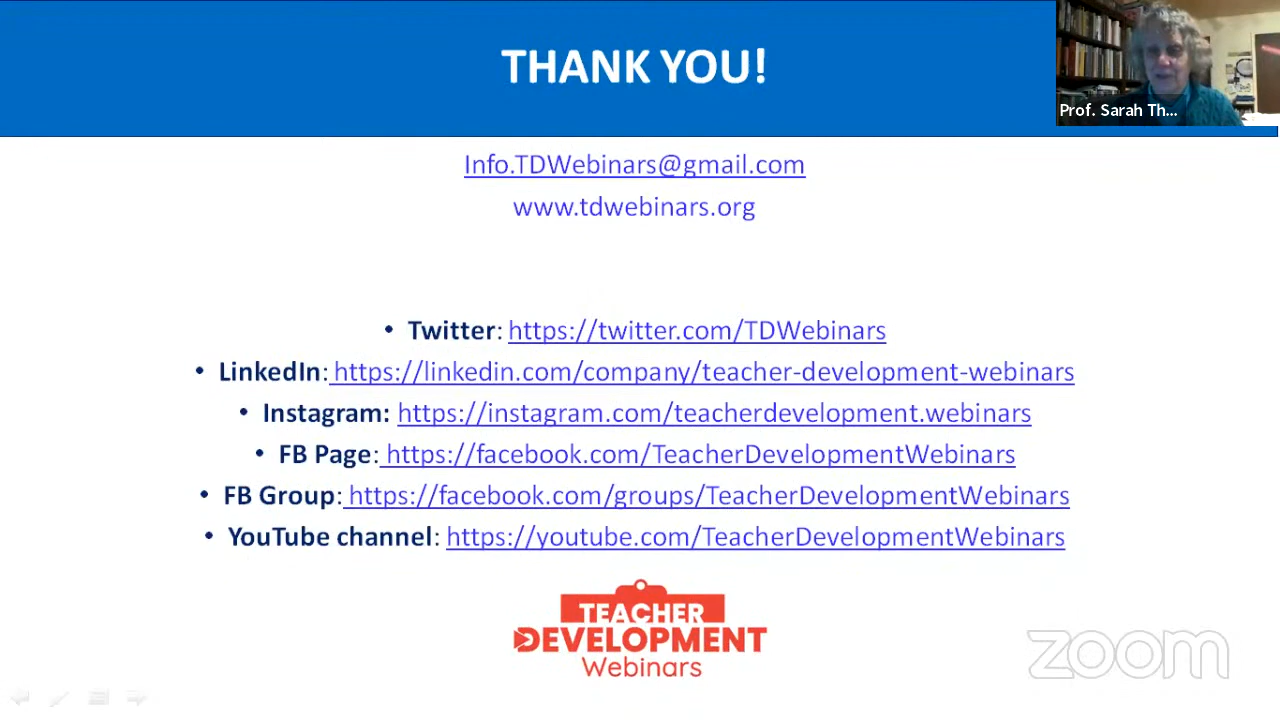 THANK YOU!
Prof. Sarah Th...
Info.TDWebinars@gmail.com
www.tdwebinars.org
• Twitter: https://twitter.com/TDWebinars
• LinkedIn: https://linkedin.com/company/teacher-development-webinars
• Instagram: https://instagram.com/teacherdevelopment.webinars
• FB Page: https://facebook.com/TeacherDevelopmentWebinars
• FB Group: https://facebook.com/groups/TeacherDevelopmentWebinars
• YouTube channel: https://youtube.com/TeacherDevelopmentWebinars
TEACHER
DEVELOPMENT
Webinars
zoom